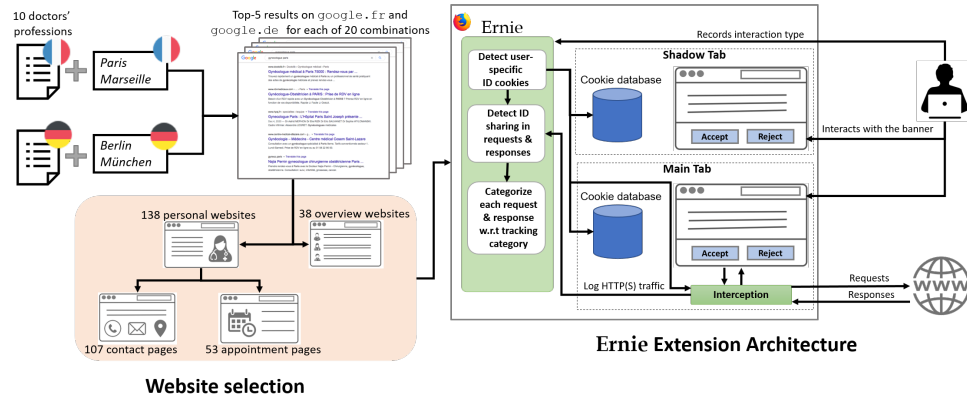 10 doctors'
professions
Paris
Marseille
Berlin
München
Top-5 results on google.fr and
google.de for each of 20 combinations
Google
138 personal websites
38 overview websites
107 contact pages
53 appointment pages
Website selection
Ernie
Detect user-
specific
ID cookies
Detect ID
sharing in
requests &
responses
Categorize
each request
& response
w.r.t tracking
category
Records interaction type
Shadow Tab
Cookie database
Accept
Reject
Interacts with the banner
Main Tab
Cookie database
Accept
Reject
Log HTTP(S) traffic
Interception
Requests
Responses
WWW
Ernie Extension Architecture